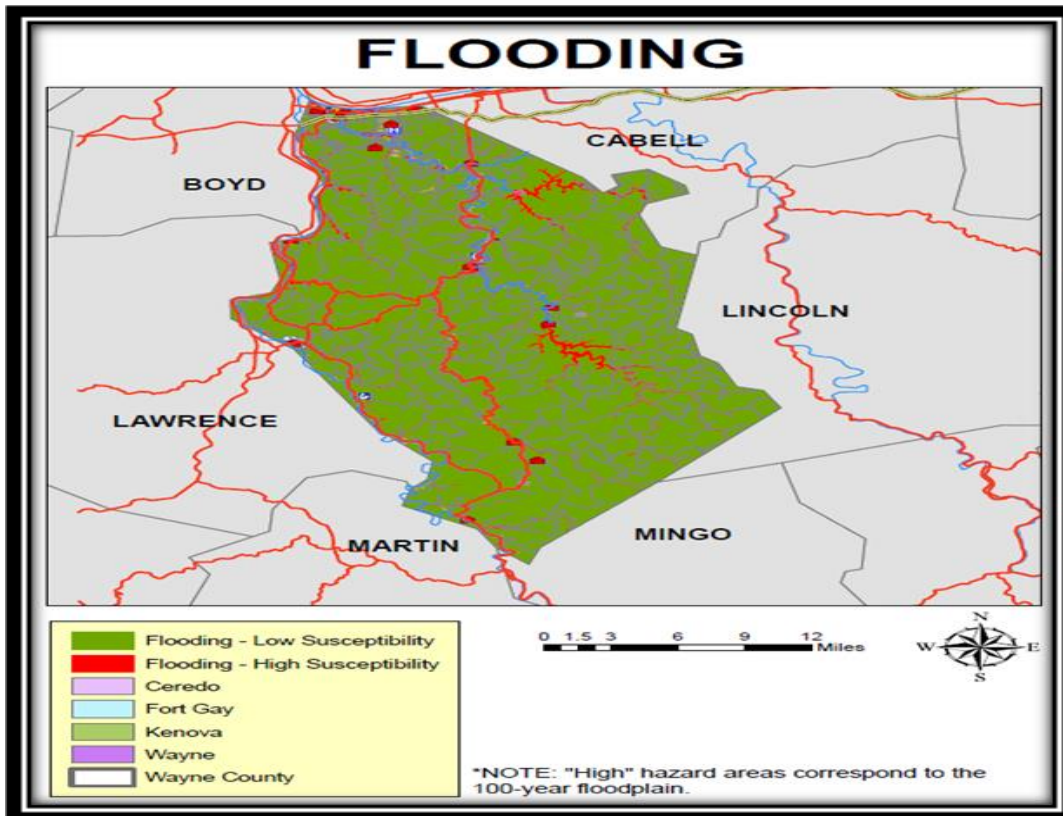 FLOODING
CABELL
BOYD
LINCOLN
LAWRENCE
MINGO
MARTIN
Flooding - Low Susceptibility
Flooding - High Susceptibility
Ceredo
Fort Gay
Kenova
Wayne
Wayne County
0 1.5 3 6 9 12
Miles
N
W E
S
*NOTE: "High" hazard areas correspond to the
100-year floodplain.